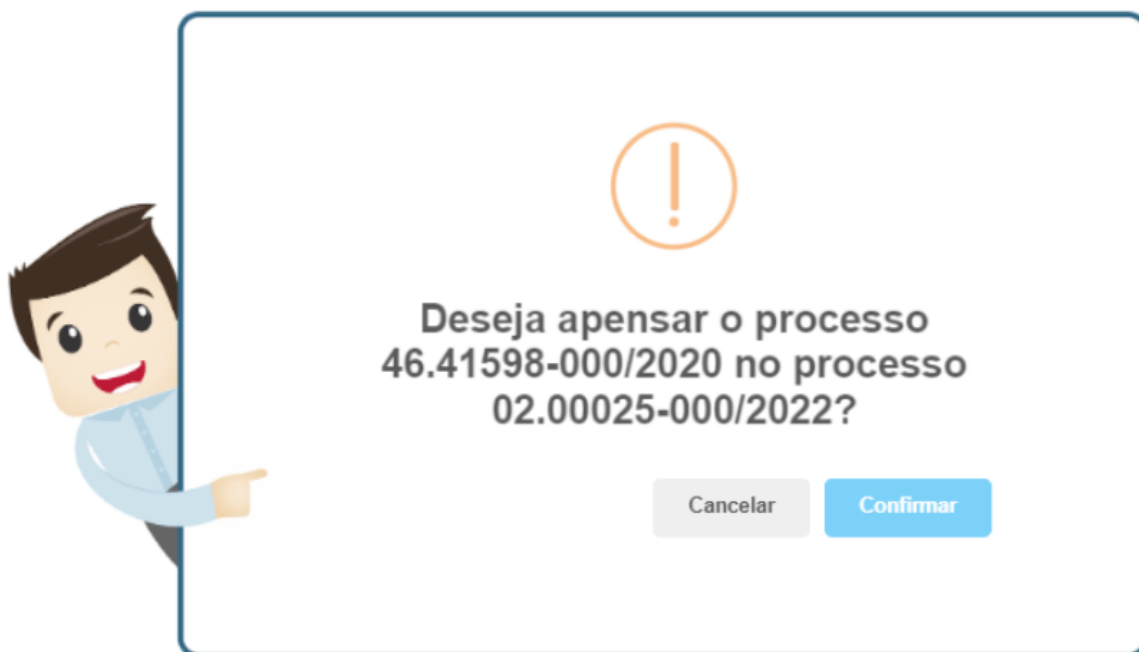 Deseja apensar o processo
46.41598-000/2020 no processo
02.00025-000/2022?
Cancelar
Confirmar